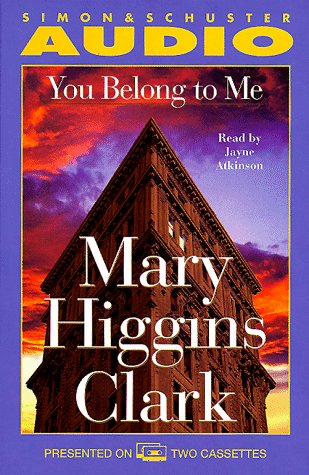 SIMON & SCHUSTER
AUDIO
You Belong to Me
Read by
Jayne
Atkinson
Mary
Higgins
Clark
PRESENTED ON TWO CASSETTES